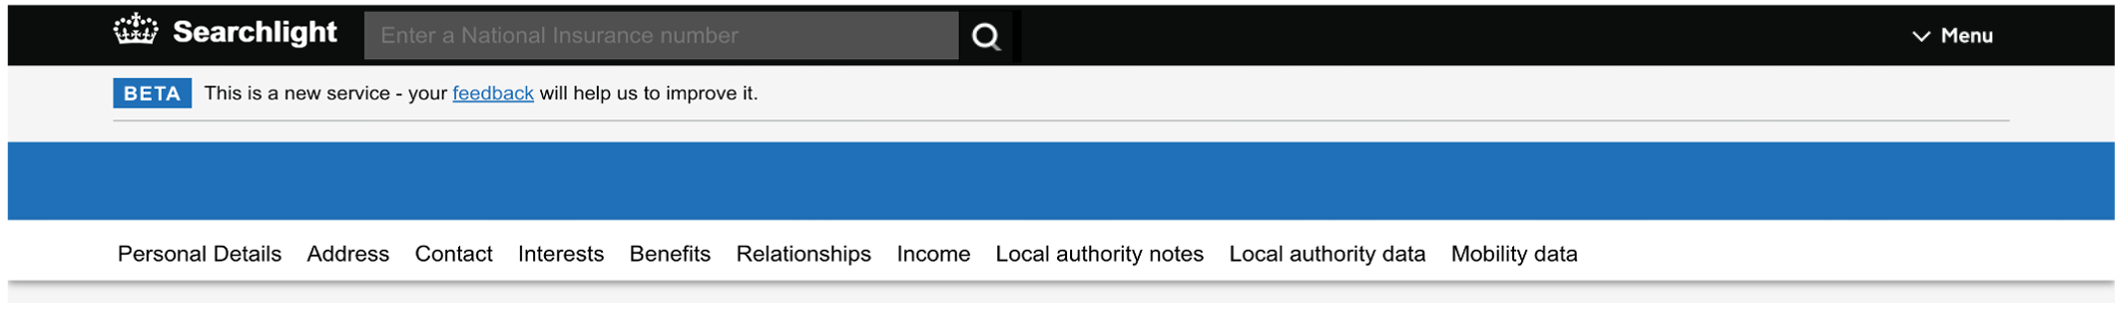 Searchlight Enter a National Insurance number Menu
BETA This is a new service - your feedback will help us to improve it.
Personal Details Address Contact Interests Benefits Relationships Income Local authority notes Local authority data Mobility data